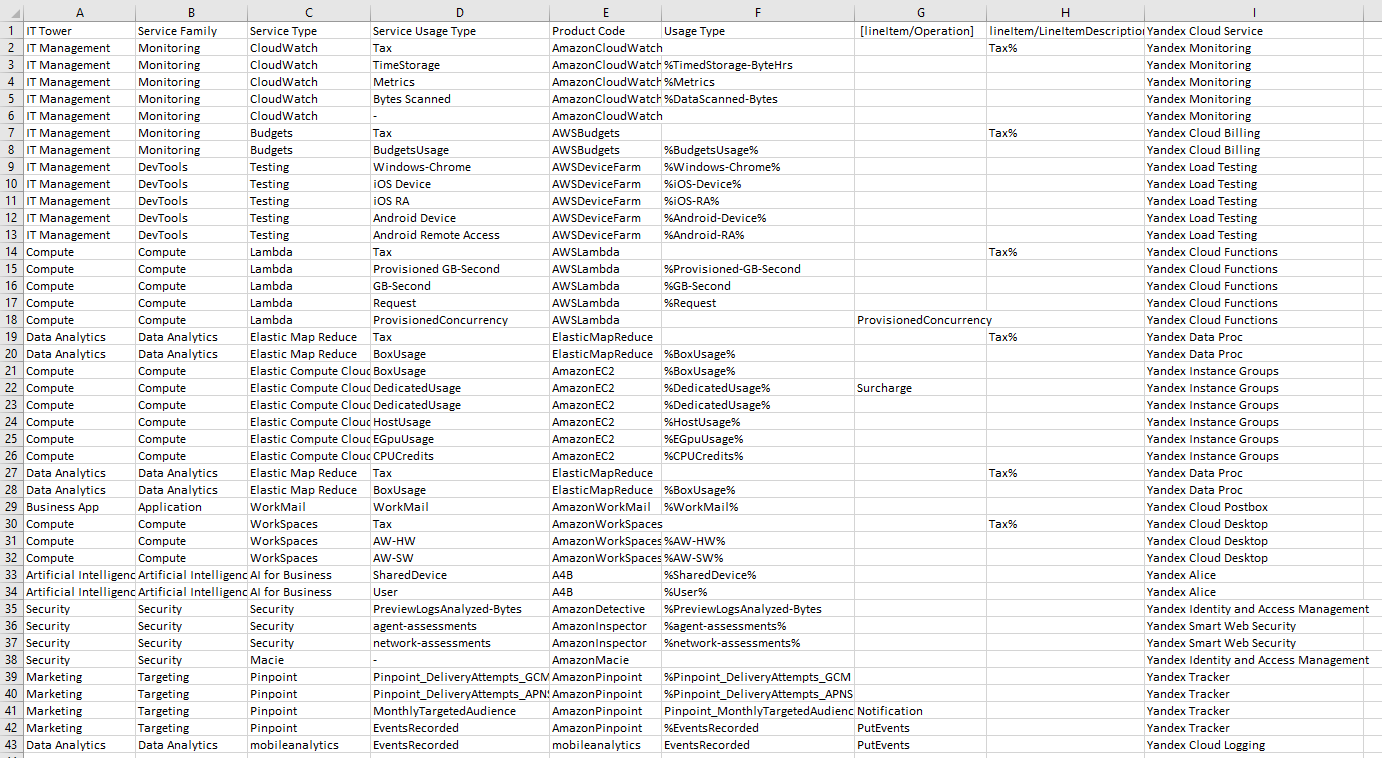 A B C D E F G H I
1 IT Tower Service Family Service Type Service Usage Type Product Code Usage Type [lineItem/Operation] lineItem/LineItemDescription Yandex Cloud Service
2 IT Management Monitoring CloudWatch Tax AmazonCloudWatch Tax% Yandex Monitoring
3 IT Management Monitoring CloudWatch TimeStorage AmazonCloudWatch %TimedStorage-ByteHrs Yandex Monitoring
4 IT Management Monitoring CloudWatch Metrics AmazonCloudWatch %Metrics Yandex Monitoring
5 IT Management Monitoring CloudWatch Bytes Scanned AmazonCloudWatch %DataScanned-Bytes Yandex Monitoring
6 IT Management Monitoring CloudWatch - AmazonCloudWatch Yandex Monitoring
7 IT Management Monitoring Budgets Tax AWSBudgets Tax% Yandex Cloud Billing
8 IT Management Monitoring Budgets BudgetsUsage AWSBudgets %BudgetsUsage% Yandex Cloud Billing
9 IT Management DevTools Testing Windows-Chrome AWSDeviceFarm %Windows-Chrome% Yandex Load Testing
10 IT Management DevTools Testing iOS Device AWSDeviceFarm %iOS-Device% Yandex Load Testing
11 IT Management DevTools Testing iOS RA AWSDeviceFarm %iOS-RA% Yandex Load Testing
12 IT Management DevTools Testing Android Device AWSDeviceFarm %Android-Device% Yandex Load Testing
13 IT Management DevTools Testing Android Remote Access AWSDeviceFarm %Android-RA% Yandex Load Testing
14 Compute Compute Lambda Tax AWSLambda Tax% Yandex Cloud Functions
15 Compute Compute Lambda Provisioned GB-Second AWSLambda %Provisioned-GB-Second Yandex Cloud Functions
16 Compute Compute Lambda GB-Second AWSLambda %GB-Second Yandex Cloud Functions
17 Compute Compute Lambda Request AWSLambda %Request Yandex Cloud Functions
18 Compute Compute Lambda ProvisionedConcurrency AWSLambda ProvisionedConcurrency Yandex Cloud Functions
19 Data Analytics Data Analytics Elastic Map Reduce Tax ElasticMapReduce Tax% Yandex Data Proc
20 Data Analytics Data Analytics Elastic Map Reduce BoxUsage ElasticMapReduce %BoxUsage% Yandex Data Proc
21 Compute Compute Elastic Compute Cloud BoxUsage AmazonEC2 %BoxUsage% Yandex Instance Groups
22 Compute Compute Elastic Compute Cloud DedicatedUsage AmazonEC2 %DedicatedUsage% Surcharge Yandex Instance Groups
23 Compute Compute Elastic Compute Cloud DedicatedUsage AmazonEC2 %DedicatedUsage% Yandex Instance Groups
24 Compute Compute Elastic Compute Cloud HostUsage AmazonEC2 %HostUsage% Yandex Instance Groups
25 Compute Compute Elastic Compute Cloud EGpuUsage AmazonEC2 %EGpuUsage% Yandex Instance Groups
26 Compute Compute Elastic Compute Cloud CPUCredits AmazonEC2 %CPUCredits% Yandex Instance Groups
27 Data Analytics Data Analytics Elastic Map Reduce Tax ElasticMapReduce Tax% Yandex Data Proc
28 Data Analytics Data Analytics Elastic Map Reduce BoxUsage ElasticMapReduce %BoxUsage% Yandex Data Proc
29 Business App Application WorkMail WorkMail AmazonWorkMail %WorkMail% Yandex Cloud Postbox
30 Compute Compute WorkSpaces Tax AmazonWorkSpaces Tax% Yandex Cloud Desktop
31 Compute Compute WorkSpaces AW-HW AmazonWorkSpaces %AW-HW% Yandex Cloud Desktop
32 Compute Compute WorkSpaces AW-SW AmazonWorkSpaces %AW-SW% Yandex Cloud Desktop
33 Artificial Intelligenc Artificial Intelligenc AI for Business SharedDevice A4B %SharedDevice% Yandex Alice
34 Artificial Intelligenc Artificial Intelligenc AI for Business User A4B %User% Yandex Alice
35 Security Security Security PreviewLogsAnalyzed-Bytes AmazonDetective %PreviewLogsAnalyzed-Bytes Yandex Identity and Access Management
36 Security Security Security agent-assessments AmazonInspector %agent-assessments% Yandex Smart Web Security
37 Security Security Security network-assessments AmazonInspector %network-assessments% Yandex Smart Web Security
38 Security Security Macie - AmazonMacie Yandex Identity and Access Management
39 Marketing Targeting Pinpoint Pinpoint_DeliveryAttempts_GCM AmazonPinpoint %Pinpoint_DeliveryAttempts_GCM Yandex Tracker
40 Marketing Targeting Pinpoint Pinpoint_DeliveryAttempts_APNS AmazonPinpoint %Pinpoint_DeliveryAttempts_APNS Yandex Tracker
41 Marketing Targeting Pinpoint MonthlyTargetedAudience AmazonPinpoint Pinpoint_MonthlyTargetedAudienc Notification Yandex Tracker
42 Marketing Targeting Pinpoint EventsRecorded AmazonPinpoint %EventsRecorded PutEvents Yandex Tracker
43 Data Analytics Data Analytics mobileanalytics EventsRecorded mobileanalytics EventsRecorded PutEvents Yandex Cloud Logging